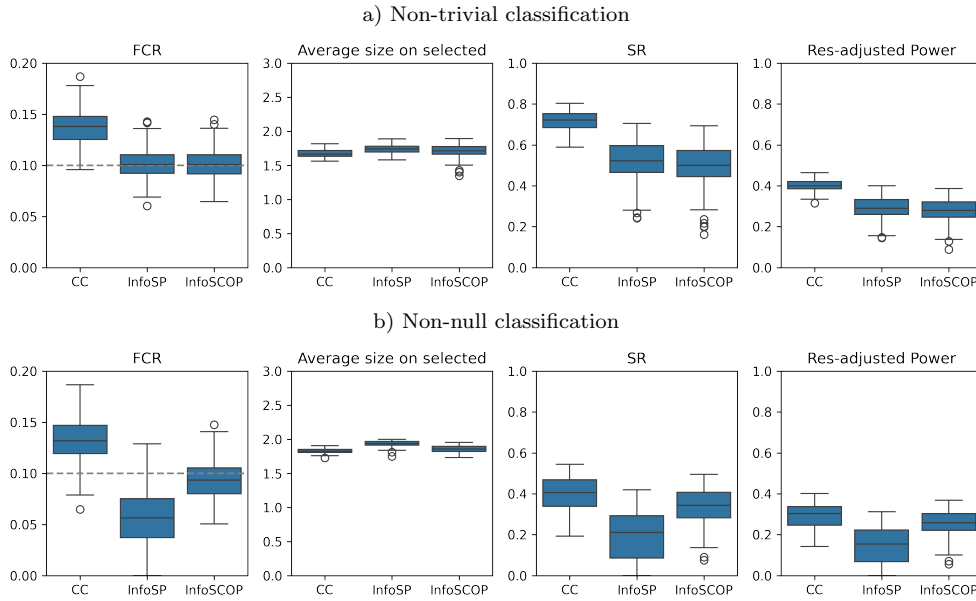 a) Non-trivial classification
FCR Average size on selected SR Res-adjusted Power
0.20 3.0 1.0 1.0
2.5
0.15 0.8 0.8
2.0
0.6 0.6
0.10 1.5
0.4 0.4
1.0
0.05
0.2 0.2
0.5
0.00 0.0 0.0 0.0
CC InfoSP InfoSCOP CC InfoSP InfoSCOP CC InfoSP InfoSCOP CC InfoSP InfoSCOP
b) Non-null classification
FCR Average size on selected SR Res-adjusted Power
0.20 3.0 1.0 1.0
2.5
0.15 0.8 0.8
2.0
0.6 0.6
0.10 1.5
0.4 0.4
1.0
0.05
0.2 0.2
0.5
0.00 0.0 0.0 0.0
CC InfoSP InfoSCOP CC InfoSP InfoSCOP CC InfoSP InfoSCOP CC InfoSP InfoSCOP